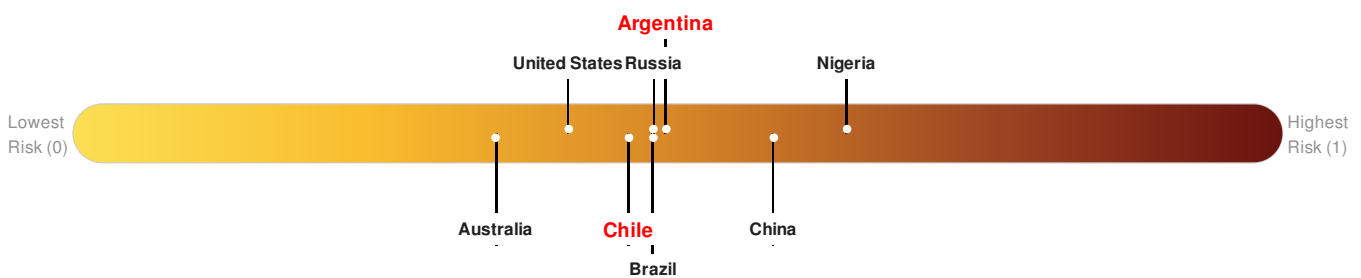 Argentina
United States Russia Nigeria
Lowest
Risk (0)
Highest
Risk (1)
Australia Chile China
Brazil